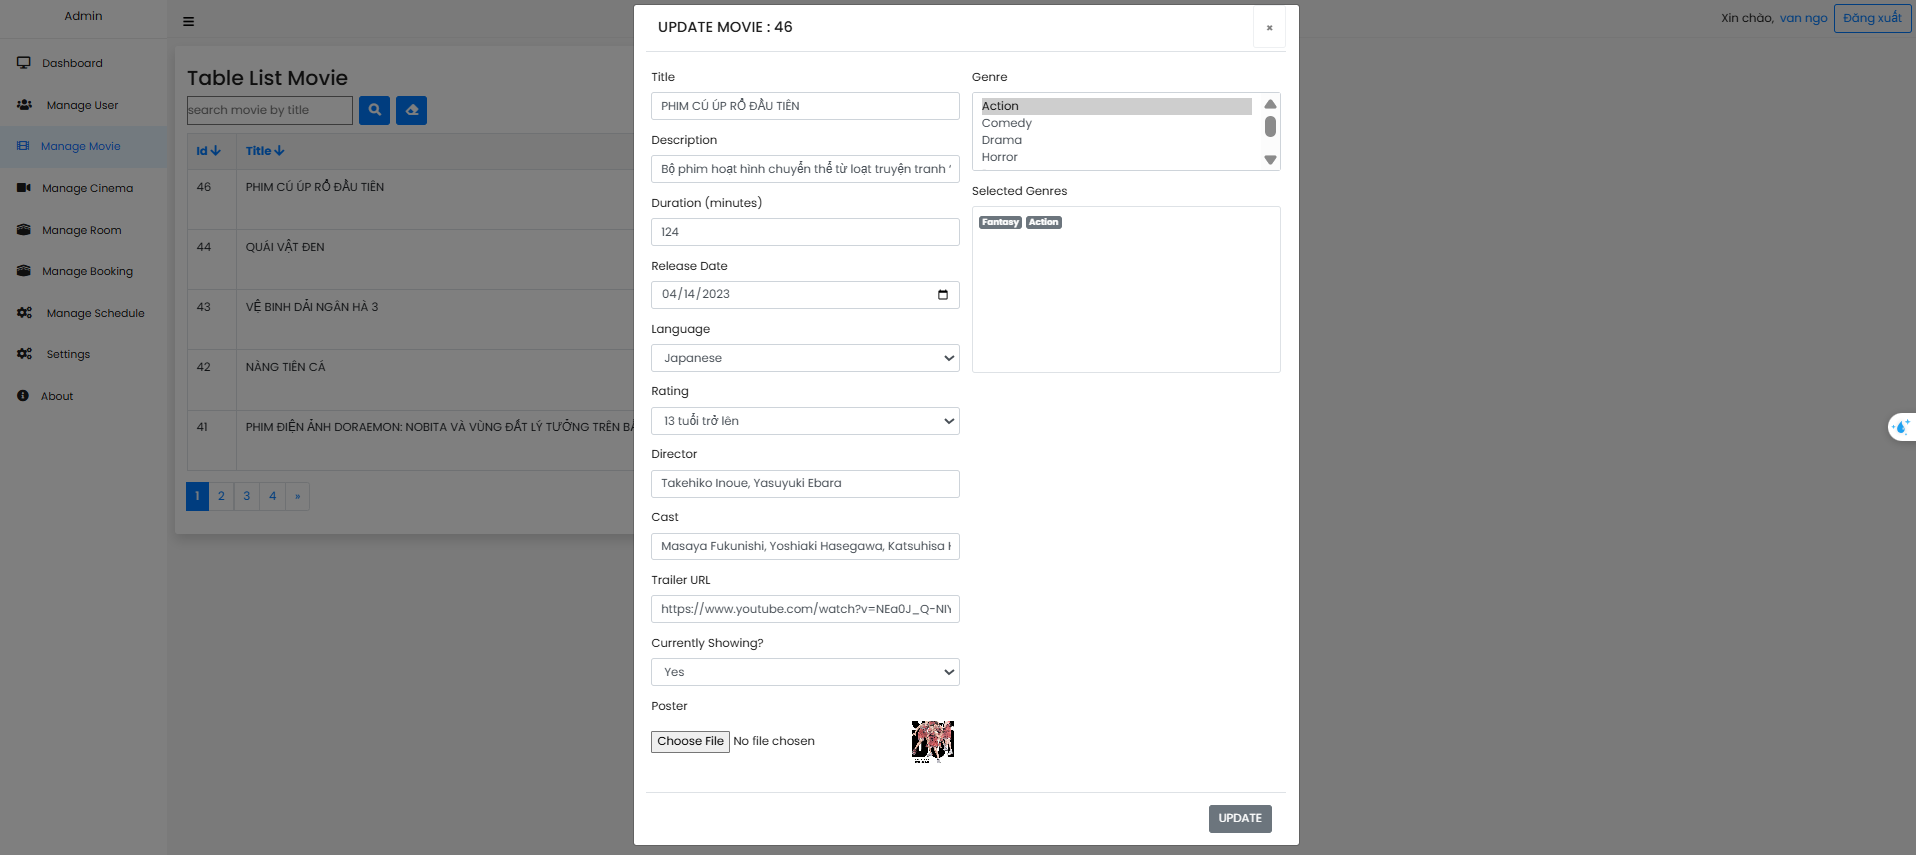 Admin
Dashboard
Manage User
Manage Movie
Manage Cinema
Manage Room
Manage Booking
Manage Schedule
Settings
About
Xin chào, van ngo Đăng xuất
Table List Movie
search movie by title
Id Title
46 PHIM CÚ ÚP RỔ ĐẦU TIÊN
44 QUÁI VẬT ĐEN
43 VỆ BINH DẢI NGÂN HÀ 3
42 NÀNG TIÊN CÁ
41 PHIM ĐIỆN ẢNH DORAEMON: NOBITA VÀ VÙNG ĐẤT LÝ TƯỞNG TRÊN
1 2 3 4 »
UPDATE MOVIE : 46
×
Title
PHIM CÚ ÚP RỔ ĐẦU TIÊN
Description
Bộ phim hoạt hình chuyển thể từ loạt truyện tranh
Duration (minutes)
124
Release Date
04/14/2023
Language
Japanese
Rating
13 tuổi trở lên
Director
Takehiko Inoue, Yasuyuki Ebara
Cast
Masaya Fukunishi, Yoshiaki Hasegawa, Katsuhisa
Trailer URL
https://www.youtube.com/watch?v=NEa0J_Q-NIY
Currently Showing?
Yes
Poster
Choose File No file chosen
Genre
Action
Comedy
Drama
Horror
Selected Genres
Fantasy Action
UPDATE